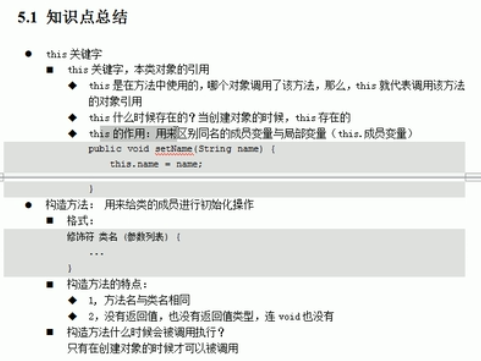 5.1 知识点总结
● this 关键字
■ this 关键字，本类对象的引用
◆ this 是在方法中使用的，哪个对象调用了该方法，那么，this 就代表调用该方法
的对象引用
◆ this 什么时候存在的？当创建对象的时候，this 存在的
◆ this 的作用：用来区别同名的成员变量与局部变量（this.成员变量）
public void setName(String name) {
this.name = name;
}
● 构造方法： 用来给类的成员进行初始化操作
■ 格式：
修饰符 类名 (参数列表) {
...
}
■ 构造方法的特点：
◆ 1，方法名与类名相同
◆ 2，没有返回值，也没有返回值类型，连 void 也没有
■ 构造方法什么时候会被调用执行？
只有在创建对象的时候才可以被调用